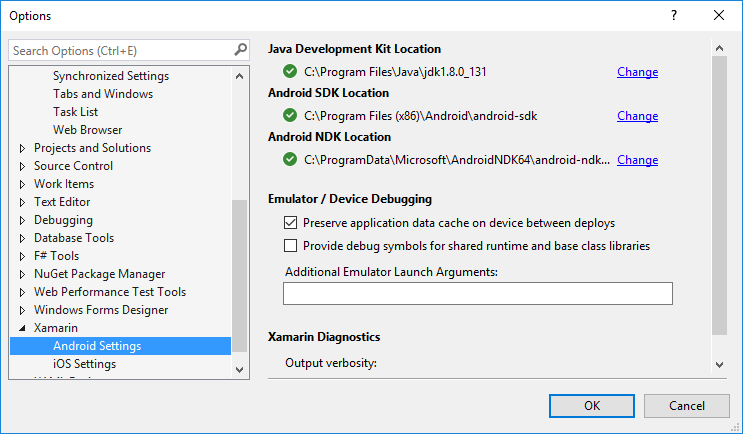 Options
?
Search Options (Ctrl+E)
Synchronized Settings
Tabs and Windows
Task List
Web Browser
Projects and Solutions
Source Control
Work Items
Text Editor
Debugging
Database Tools
F# Tools
NuGet Package Manager
Web Performance Test Tools
Windows Forms Designer
Xamarin
Android Settings
iOS Settings
Java Development Kit Location
C:\Program Files\Java\jdk1.8.0_131 Change
Android SDK Location
C:\Program Files (x86)\Android\android-sdk Change
Android NDK Location
C:\ProgramData\Microsoft\AndroidNDK64\android-ndk... Change
Emulator / Device Debugging
Preserve application data cache on device between deploys
Provide debug symbols for shared runtime and base class libraries
Additional Emulator Launch Arguments:
Xamarin Diagnostics
Output verbosity:
OK Cancel